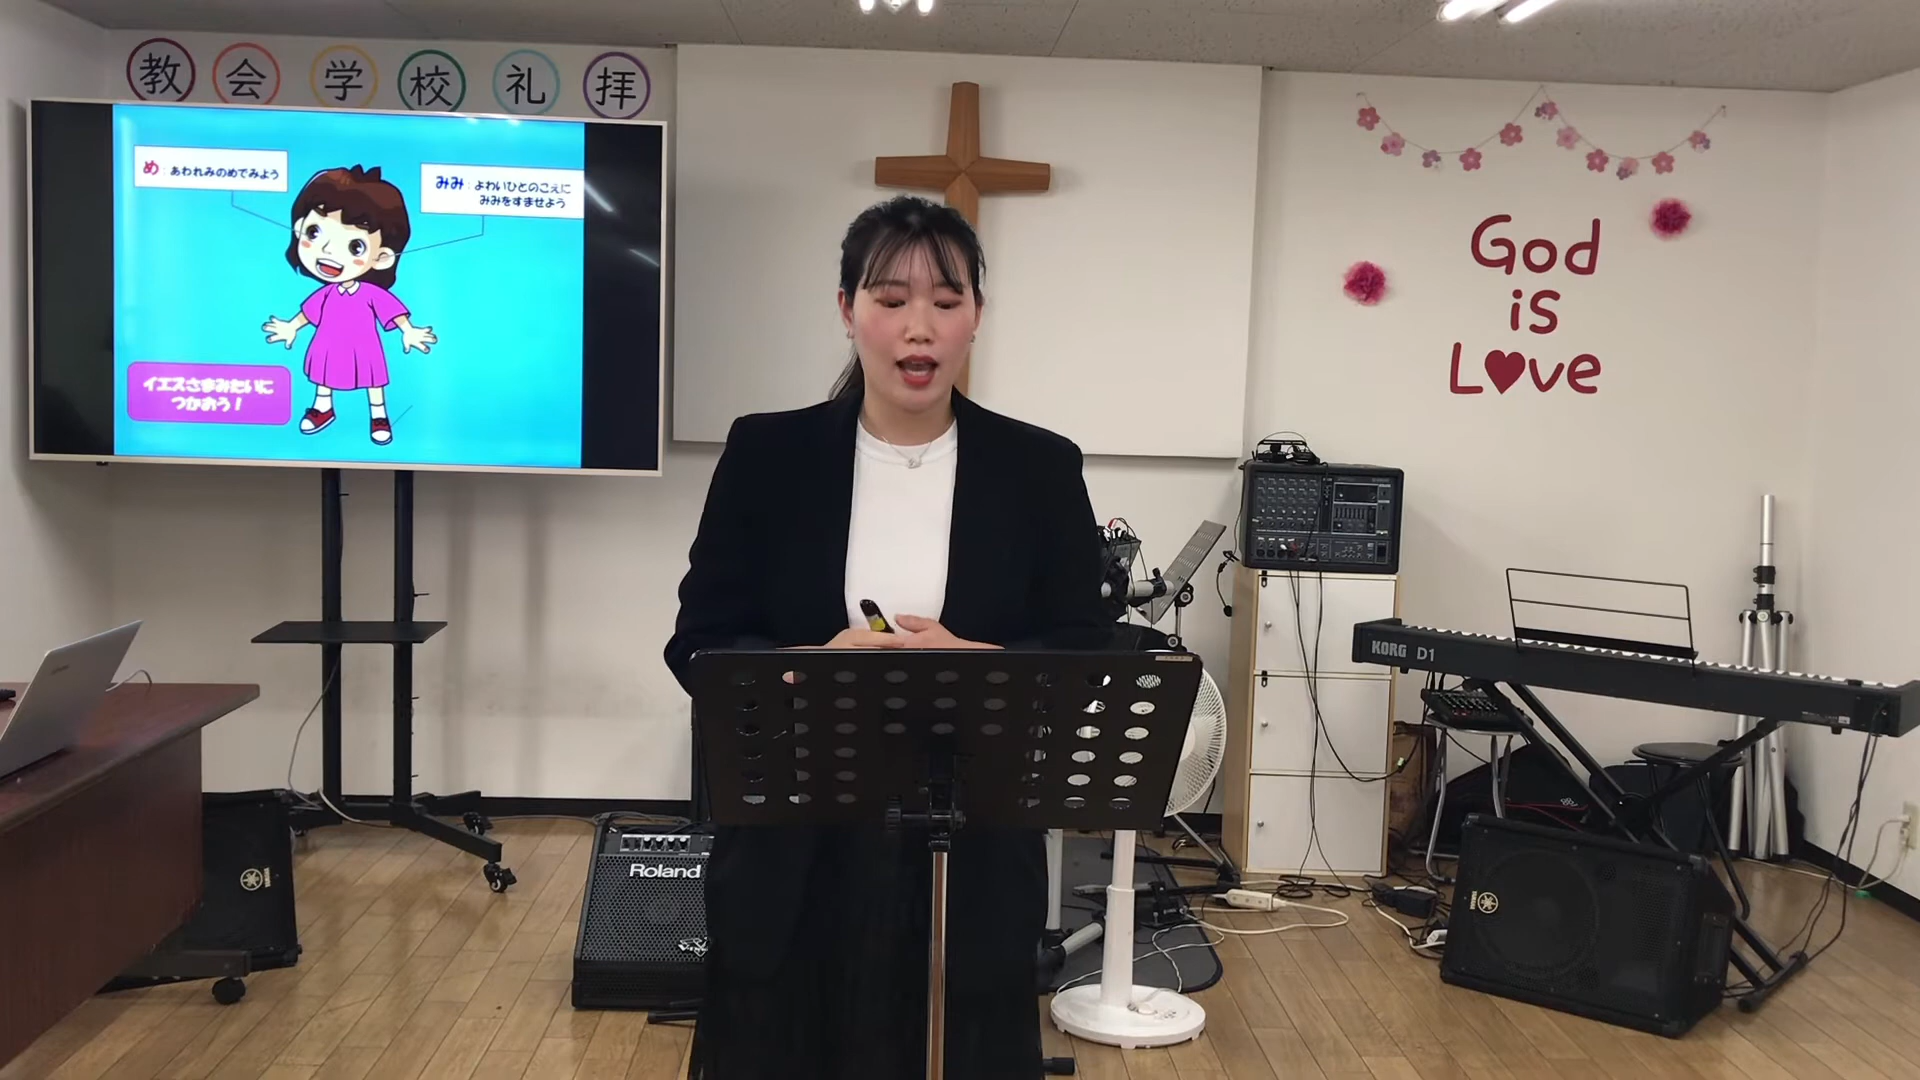 教会学校礼拝
め：あわれみのめでみよう
みみ：よわいひとのこえに
みみをすませよう
イエスさまみたいに
つかおう！
God
is
Love
KORG D1
Roland
YAMAHA
YAMAHA